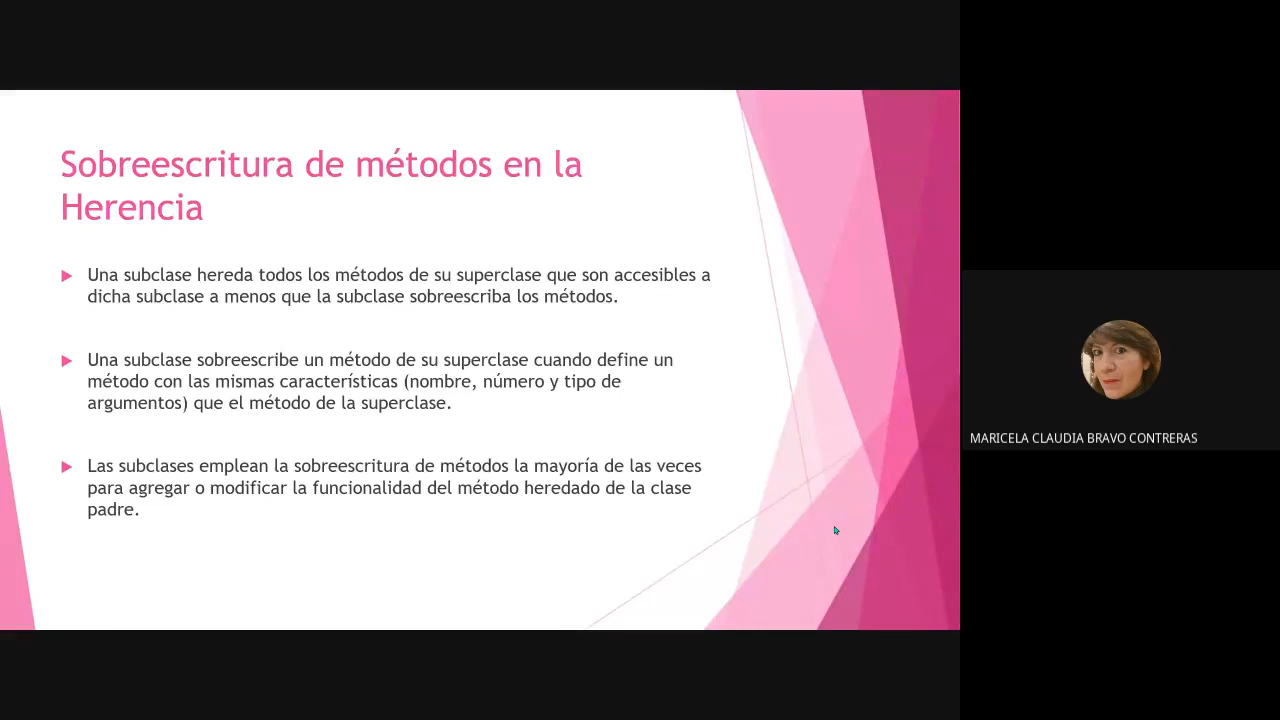 Sobreescritura de métodos en la
Herencia
Una subclase hereda todos los métodos de su superclase que son accesibles a
dicha subclase a menos que la subclase sobreescriba los métodos.
Una subclase sobreescribe un método de su superclase cuando define un
método con las mismas características (nombre, número y tipo de
argumentos) que el método de la superclase.
Las subclases emplean la sobreescritura de métodos la mayoría de las veces
para agregar o modificar la funcionalidad del método heredado de la clase
padre.
MARICELA CLAUDIA BRAVO CONTRERAS